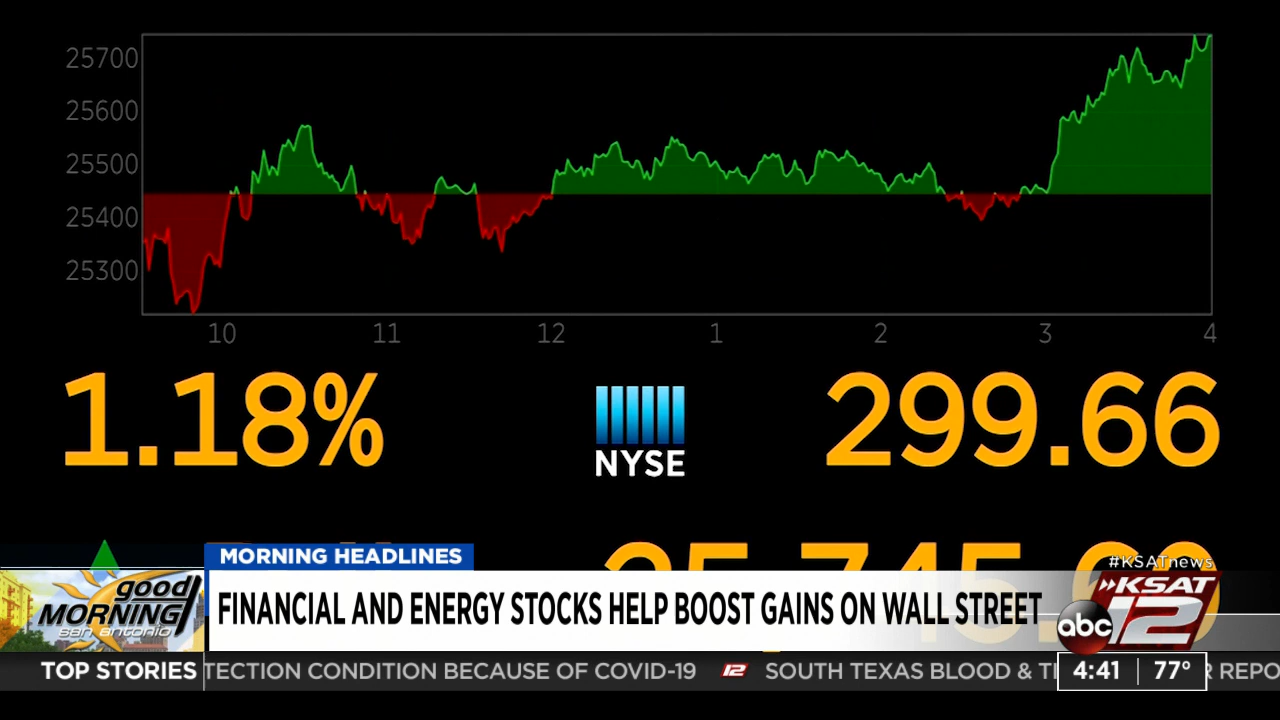 25700
25600
25500
25400
25300
10 11 12 1 2 3 4
1.18%
NYSE
299.66
MORNING HEADLINES
#KSATnews
good
MORNING
san antonio
FINANCIAL AND ENERGY STOCKS HELP BOOST GAINS ON WALL STREET
KSAT
12
abc
TOP STORIES
TECTION CONDITION BECAUSE OF COVID-19 12 SOUTH TEXAS BLOOD & TI
4:41 77°
R REPO